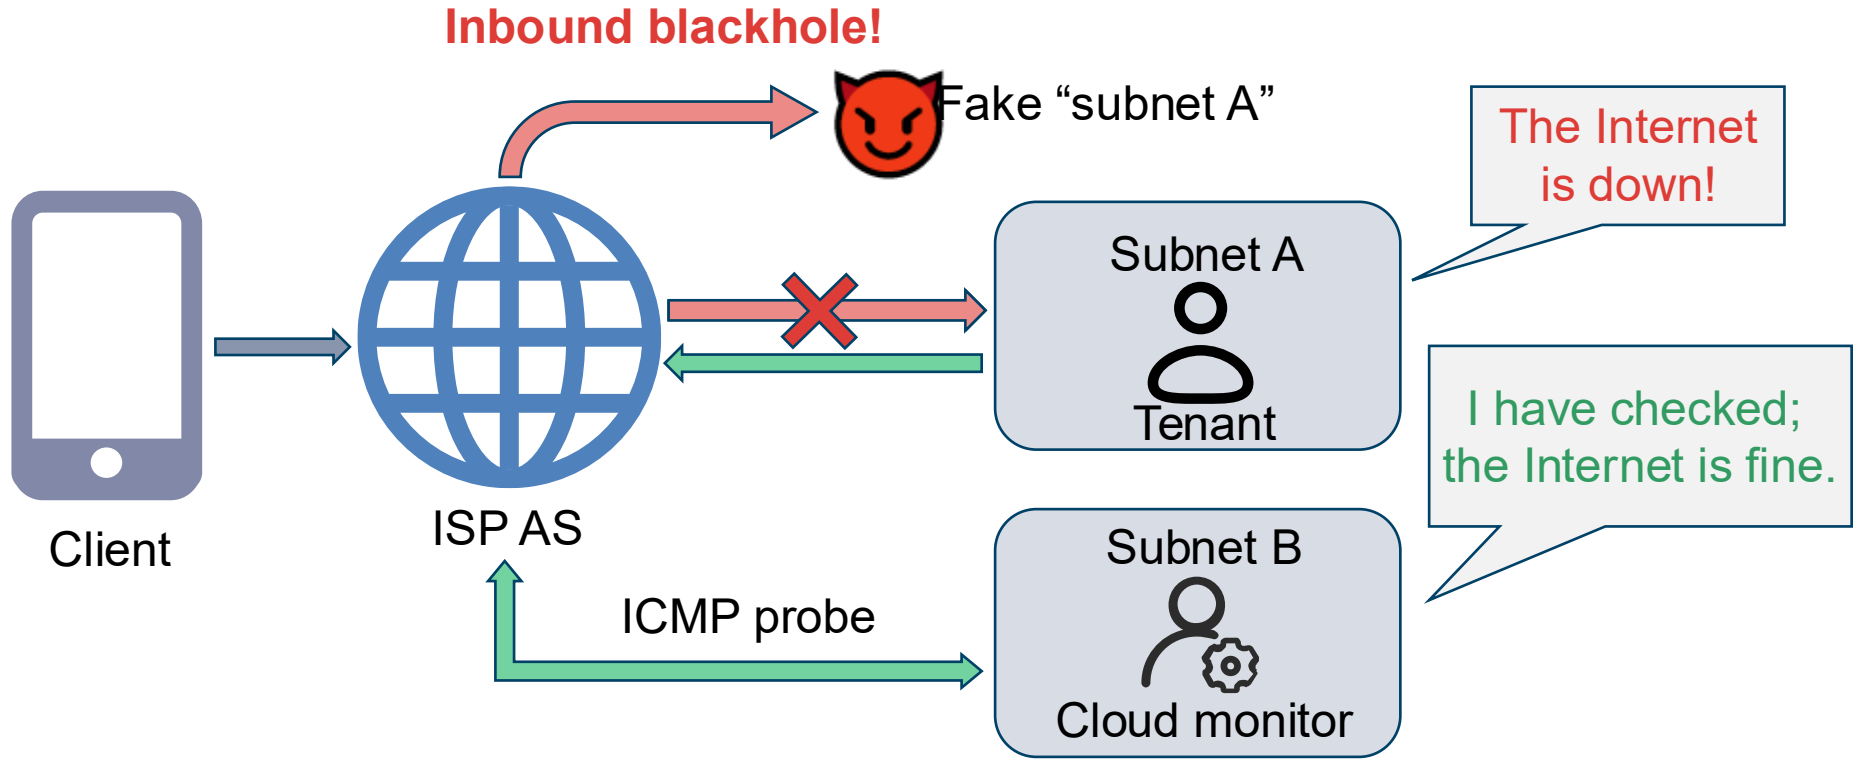 Inbound blackhole!
Fake “subnet A”
The Internet
is down!
Subnet A
Tenant
I have checked;
the Internet is fine.
ISP AS
Client
Subnet B
ICMP probe
Cloud monitor